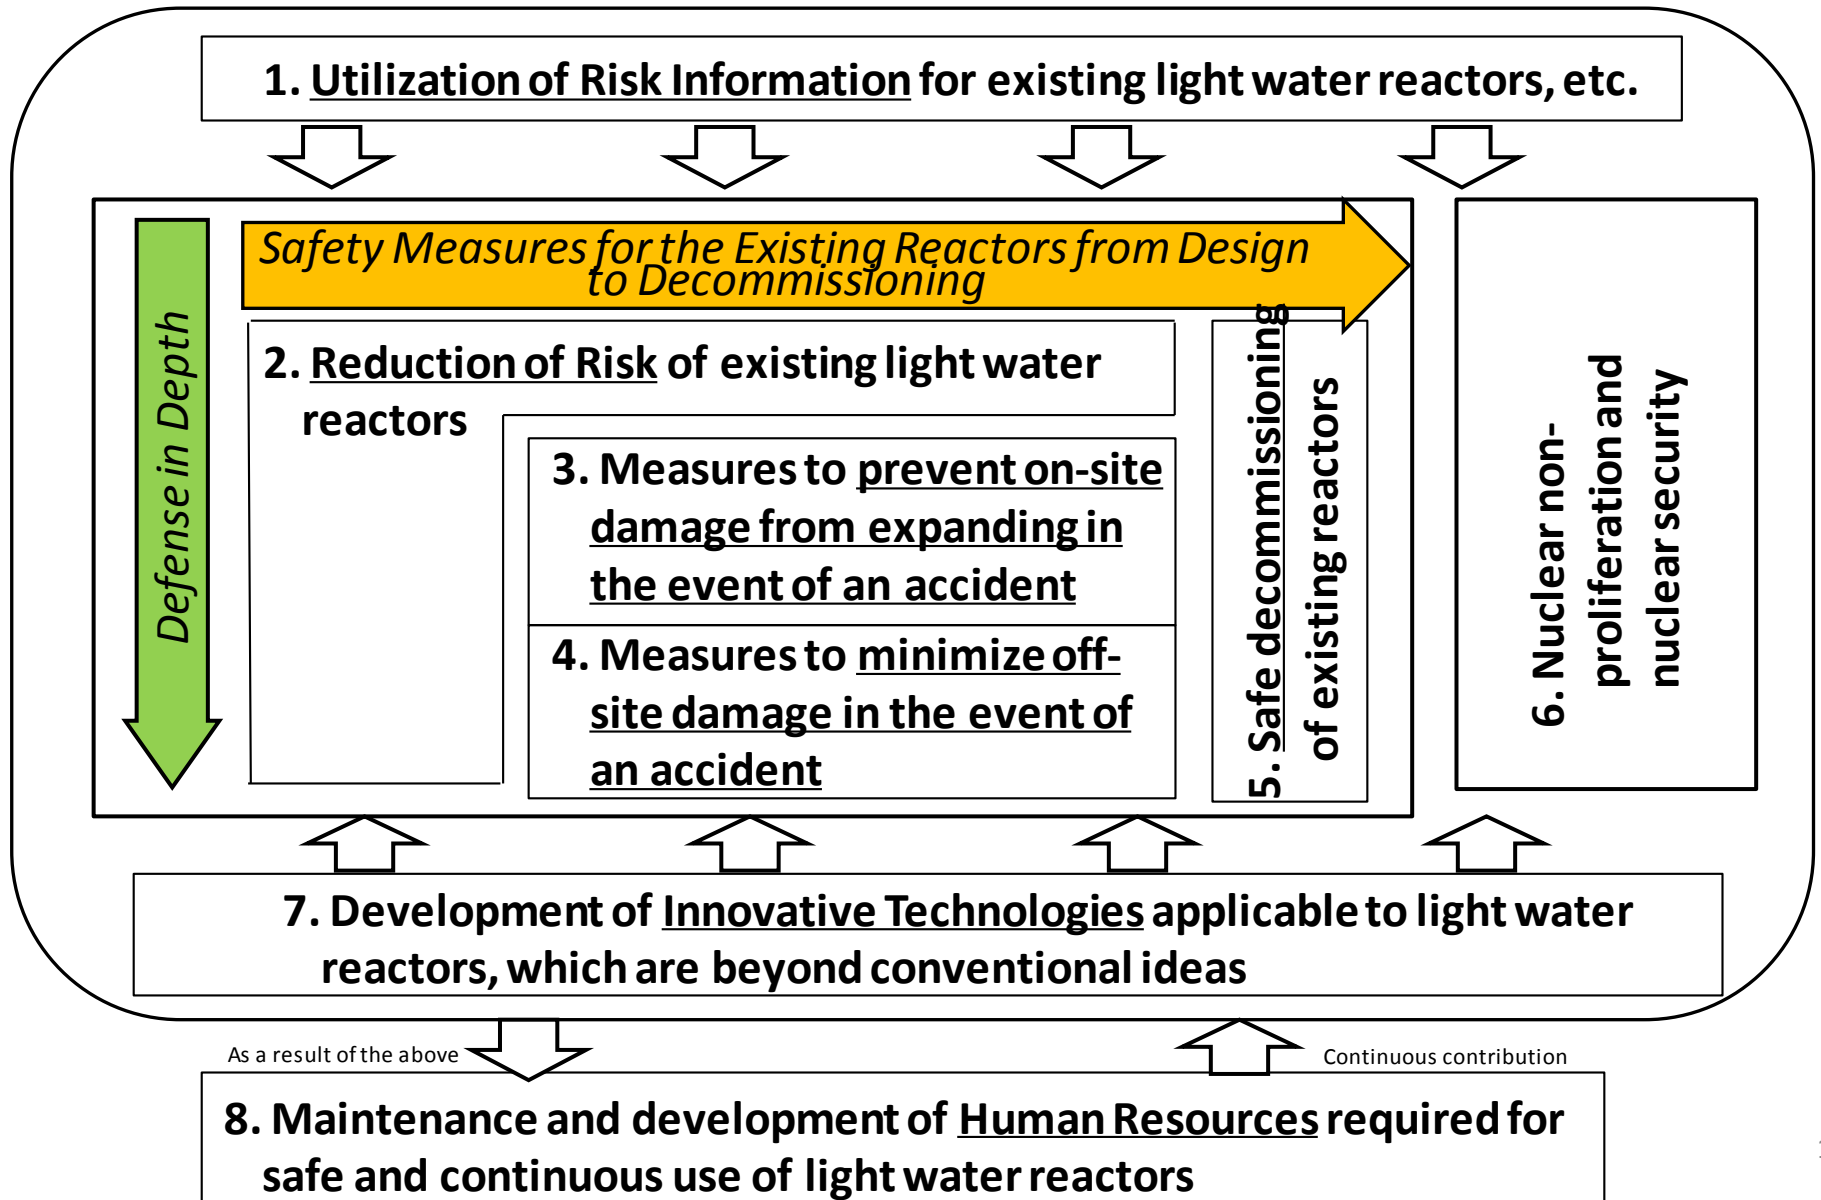 1. Utilization of Risk Information for existing light water reactors, etc.
Safety Measures for the Existing Reactors from Design
to Decommissioning
Defense in Depth
2. Reduction of Risk of existing light water
reactors
3. Measures to prevent on-site
damage from expanding in
the event of an accident
4. Measures to minimize off-
site damage in the event of
an accident
5. Safe decommissioning
of existing reactors
6. Nuclear non-
proliferation and
nuclear security
7. Development of Innovative Technologies applicable to light water
reactors, which are beyond conventional ideas
As a result of the above
Continuous contribution
8. Maintenance and development of Human Resources required for
safe and continuous use of light water reactors